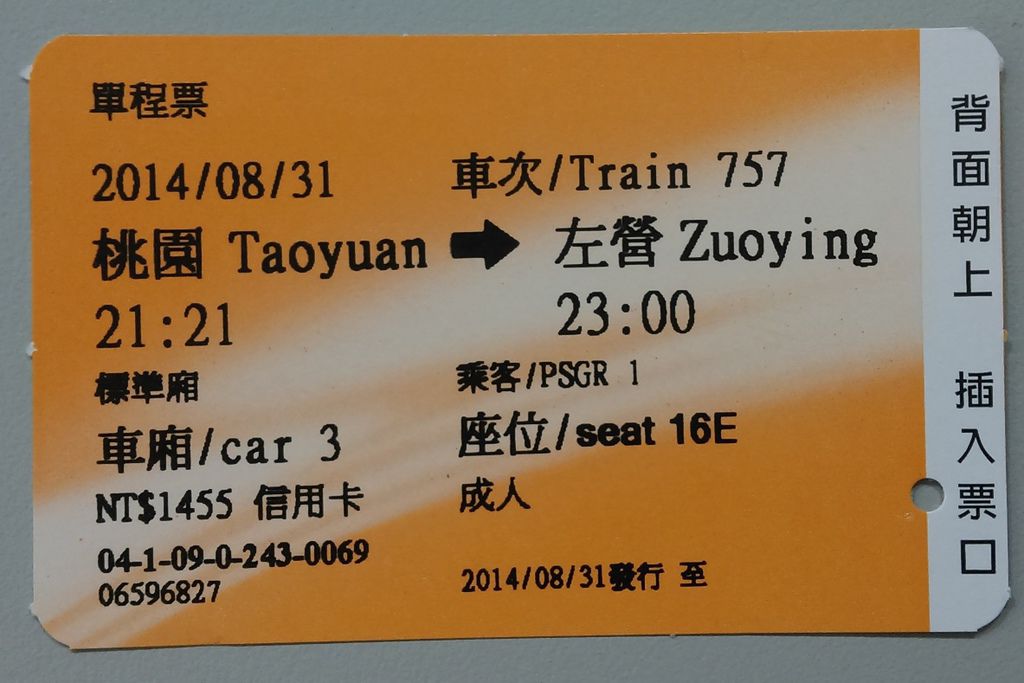 單程票
2014/08/31 車次/Train 757
桃園 Taoyuan → 左營 Zuoying
21:21 23:00
標準廂 乘客/PSGR 1
車廂/car 3 座位/seat 16E
NT$1455 信用卡 成人
04-1-09-0-243-0069
06596827 2014/08/31發行 至
背面朝上 插入票口